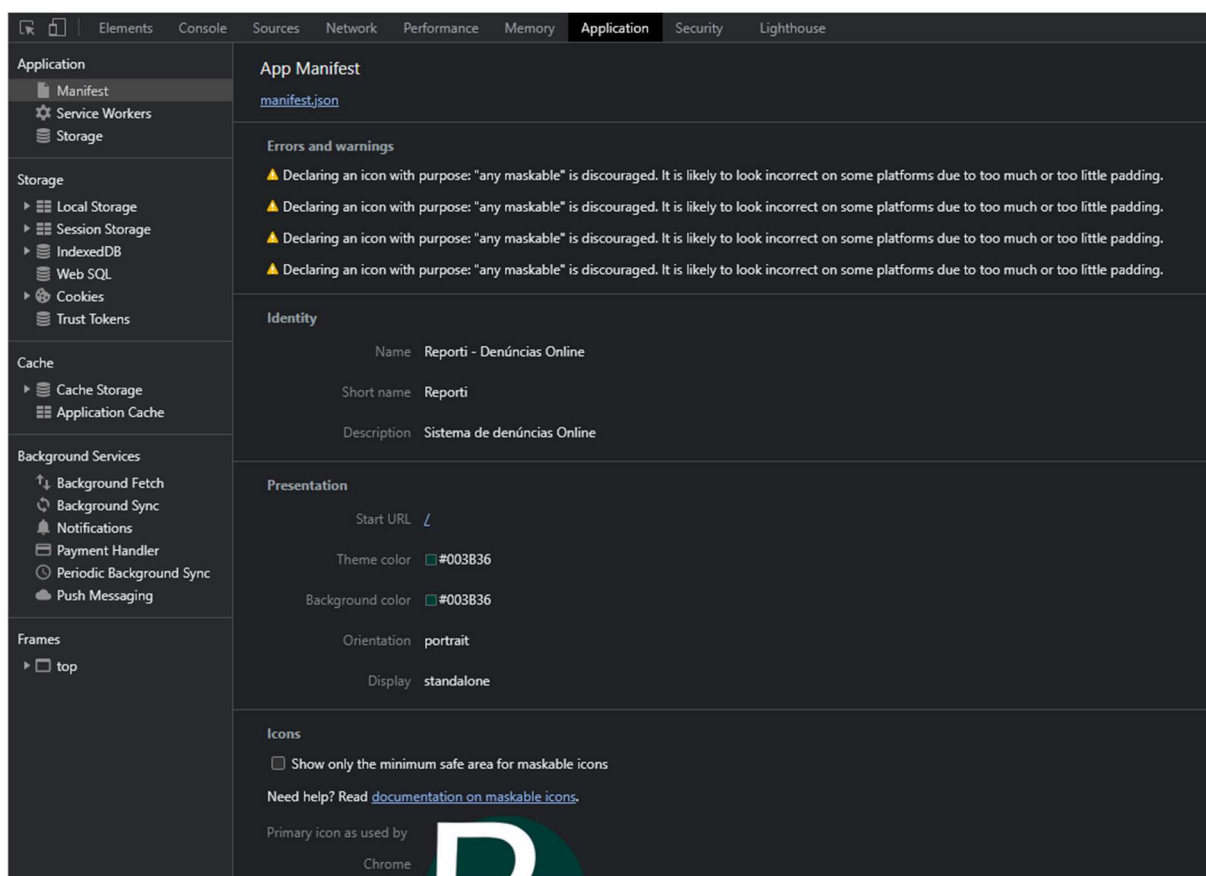 Elements Console Sources Network Performance Memory Application Security Lighthouse
Application
Manifest
Service Workers
Storage
Storage
Local Storage
Session Storage
IndexedDB
Web SQL
Cookies
Trust Tokens
Cache
Cache Storage
Application Cache
Background Services
Background Fetch
Background Sync
Notifications
Payment Handler
Periodic Background Sync
Push Messaging
Frames
top
App Manifest
manifest.json
Errors and warnings
Declaring an icon with purpose: "any maskable" is discouraged. It is likely to look incorrect on some platforms due to too much or too little padding.
Declaring an icon with purpose: "any maskable" is discouraged. It is likely to look incorrect on some platforms due to too much or too little padding.
Declaring an icon with purpose: "any maskable" is discouraged. It is likely to look incorrect on some platforms due to too much or too little padding.
Declaring an icon with purpose: "any maskable" is discouraged. It is likely to look incorrect on some platforms due to too much or too little padding.
Identity
Name Reporti - Denúncias Online
Short name Reporti
Description Sistema de denúncias Online
Presentation
Start URL /
Theme color #003B36
Background color #003B36
Orientation portrait
Display standalone
Icons
Show only the minimum safe area for maskable icons
Need help? Read documentation on maskable icons.
Primary icon as used by
Chrome